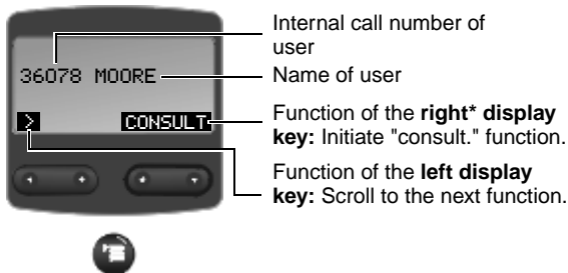 Internal call number of
user
36078 MOORE
Name of user
> CONSULT
Function of the right* display
key: Initiate "consult." function.
Function of the left display
key: Scroll to the next function.